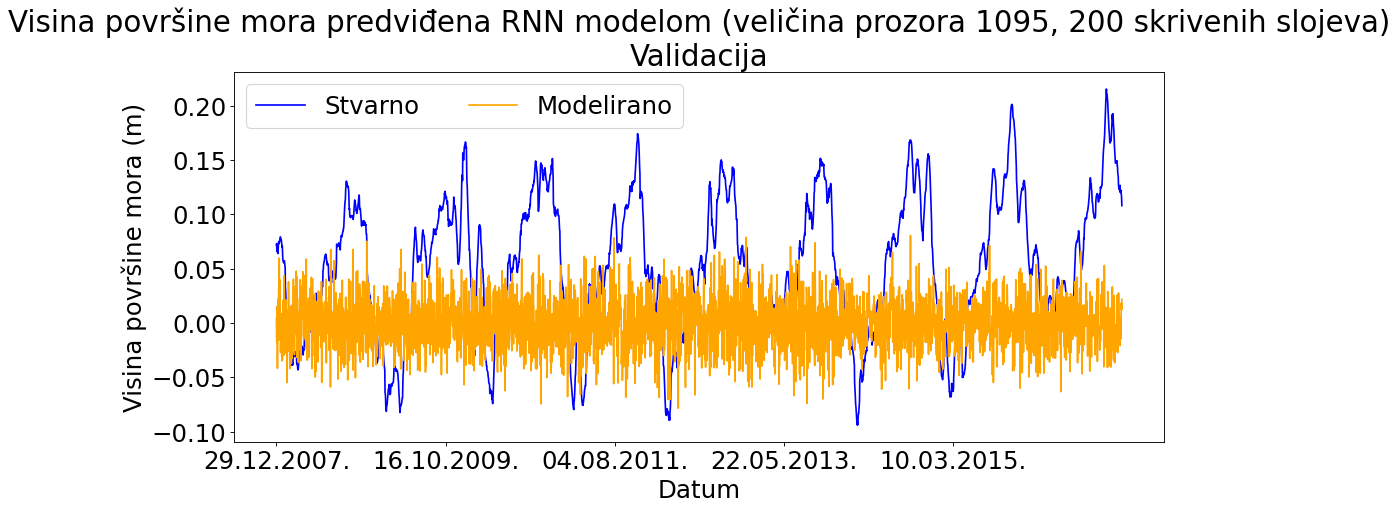 Visina površine mora predviđena RNN modelom (veličina prozora 1095, 200 skrivenih slojeva)
Validacija
Stvarno
Modelirano
Visina površine mora (m)
0.20
0.15
0.10
0.05
0.00
−0.05
−0.10
29.12.2007.
16.10.2009.
04.08.2011.
22.05.2013.
10.03.2015.
Datum